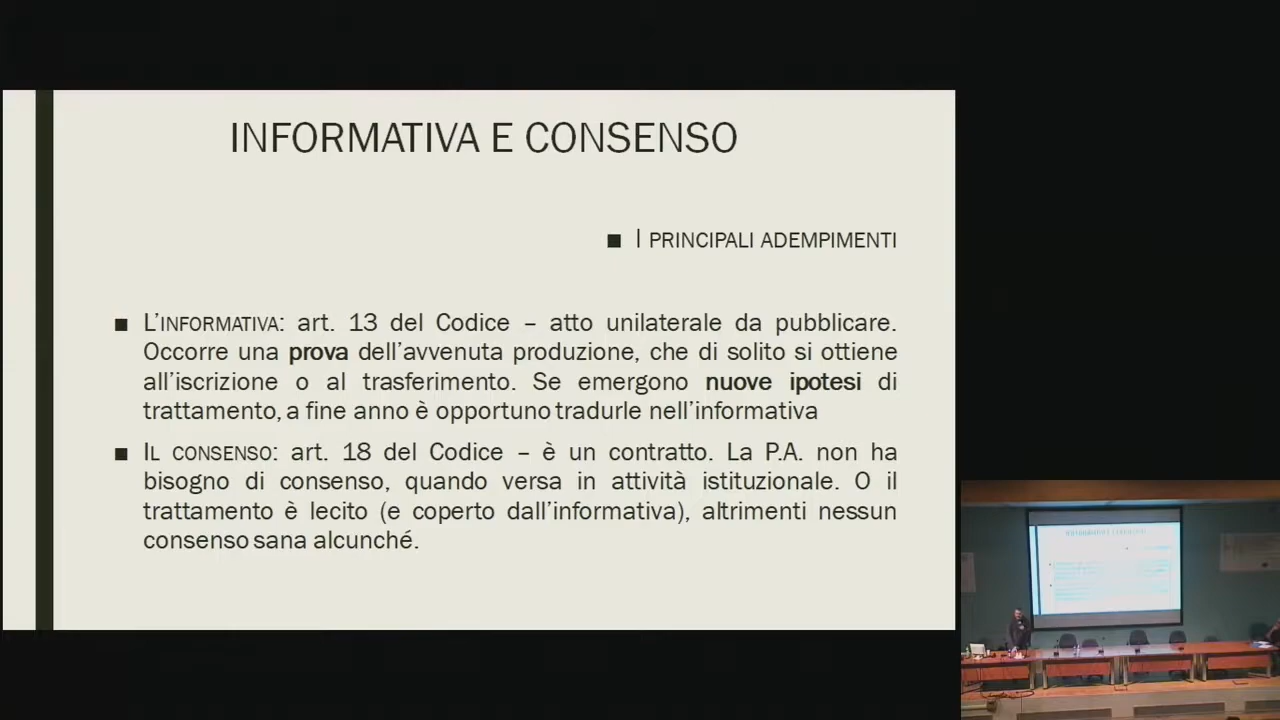 INFORMATIVA E CONSENSO
■ I PRINCIPALI ADEMPIMENTI
■ L’INFORMATIVA: art. 13 del Codice – atto unilaterale da pubblicare.
Occorre una prova dell’avvenuta produzione, che di solito si ottiene
all’iscrizione o al trasferimento. Se emergono nuove ipotesi di
trattamento, a fine anno è opportuno tradurle nell’informativa
■ IL CONSENSO: art. 18 del Codice – è un contratto. La P.A. non ha
bisogno di consenso, quando versa in attività istituzionale. O il
trattamento è lecito (e coperto dall’informativa), altrimenti nessun
consenso sana alcunché.